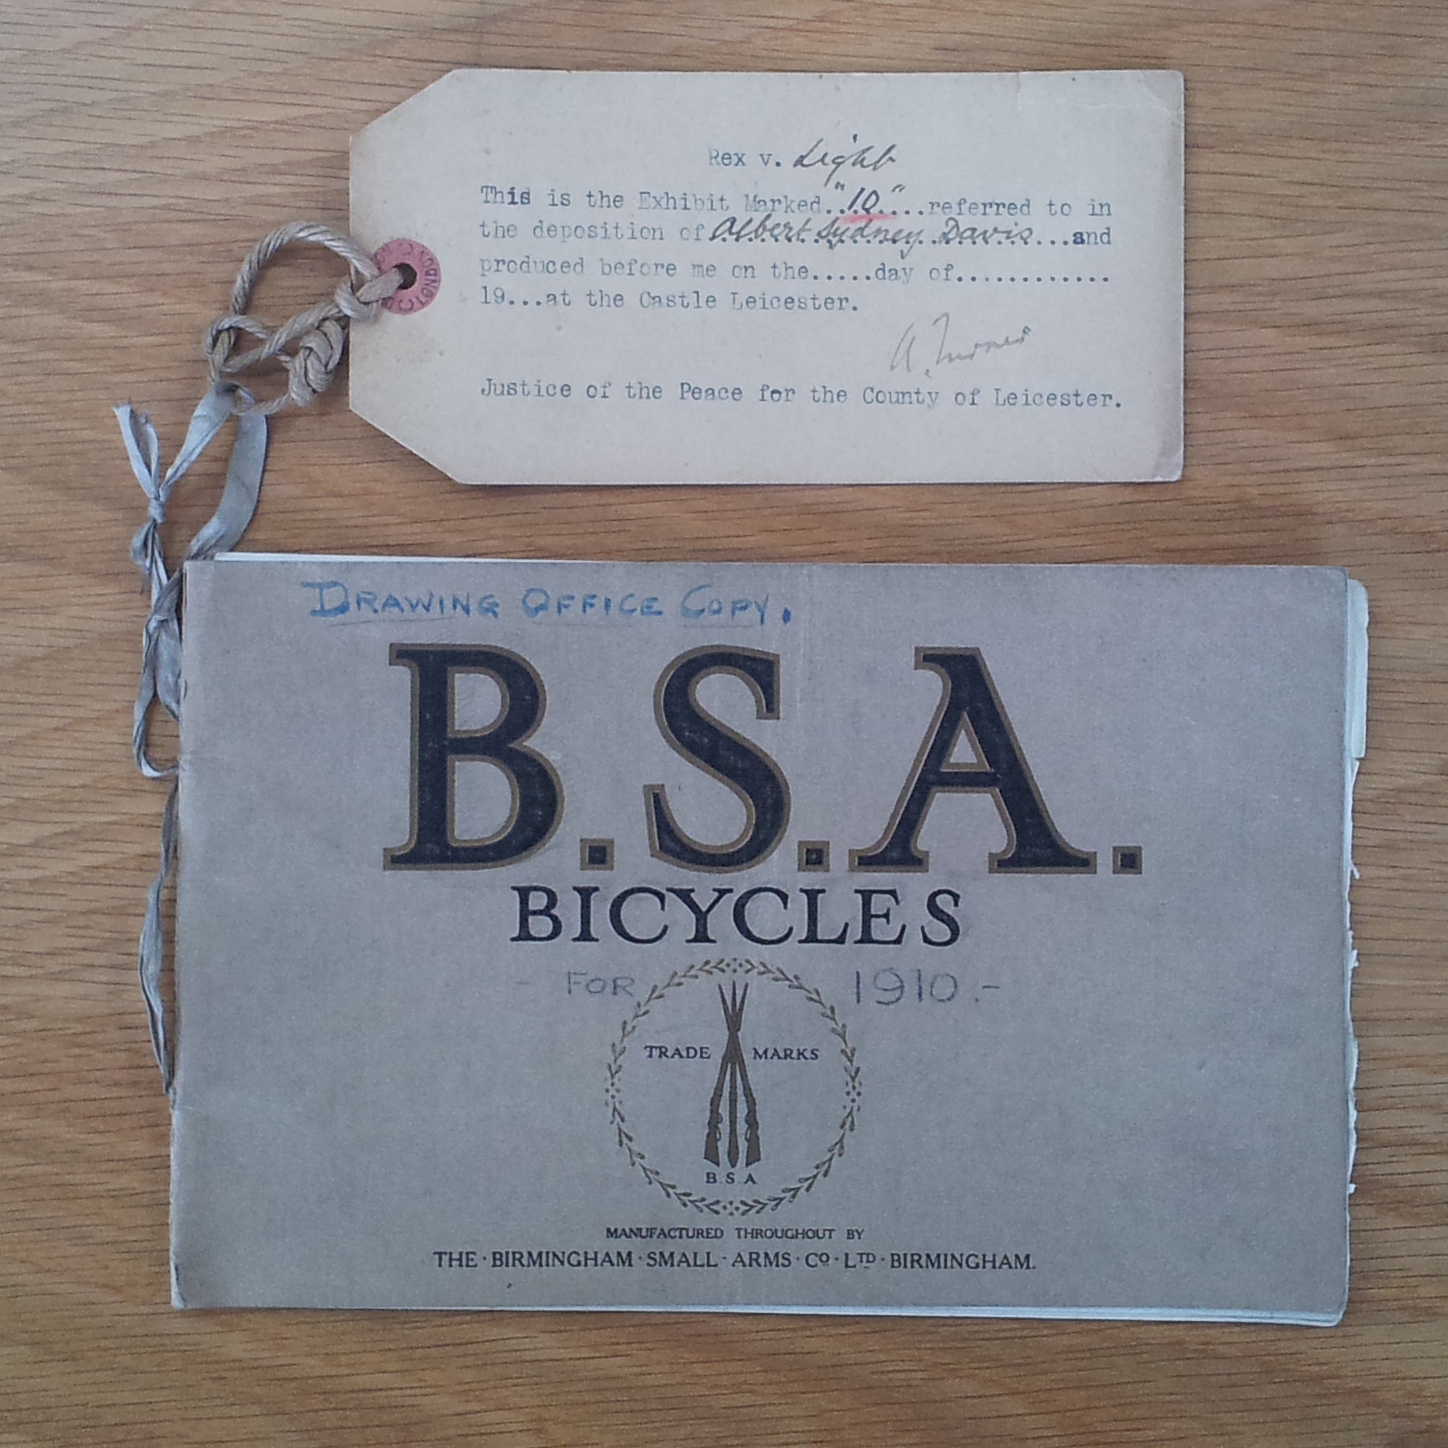 Rex v. Light
This is the Exhibit Marked.."10"....referred to in
the deposition of Albert Sydney Davis...and
produced before me on the.....day of............
19...at the Castle Leicester.
A. Turner
Justice of the Peace for the County of Leicester.
DRAWING OFFICE COPY.
B.S.A.
BICYCLES
- FOR 1910.-
TRADE MARKS
B.S.A
MANUFACTURED THROUGHOUT BY
THE·BIRMINGHAM·SMALL·ARMS·Cº·LTD·BIRMINGHAM.